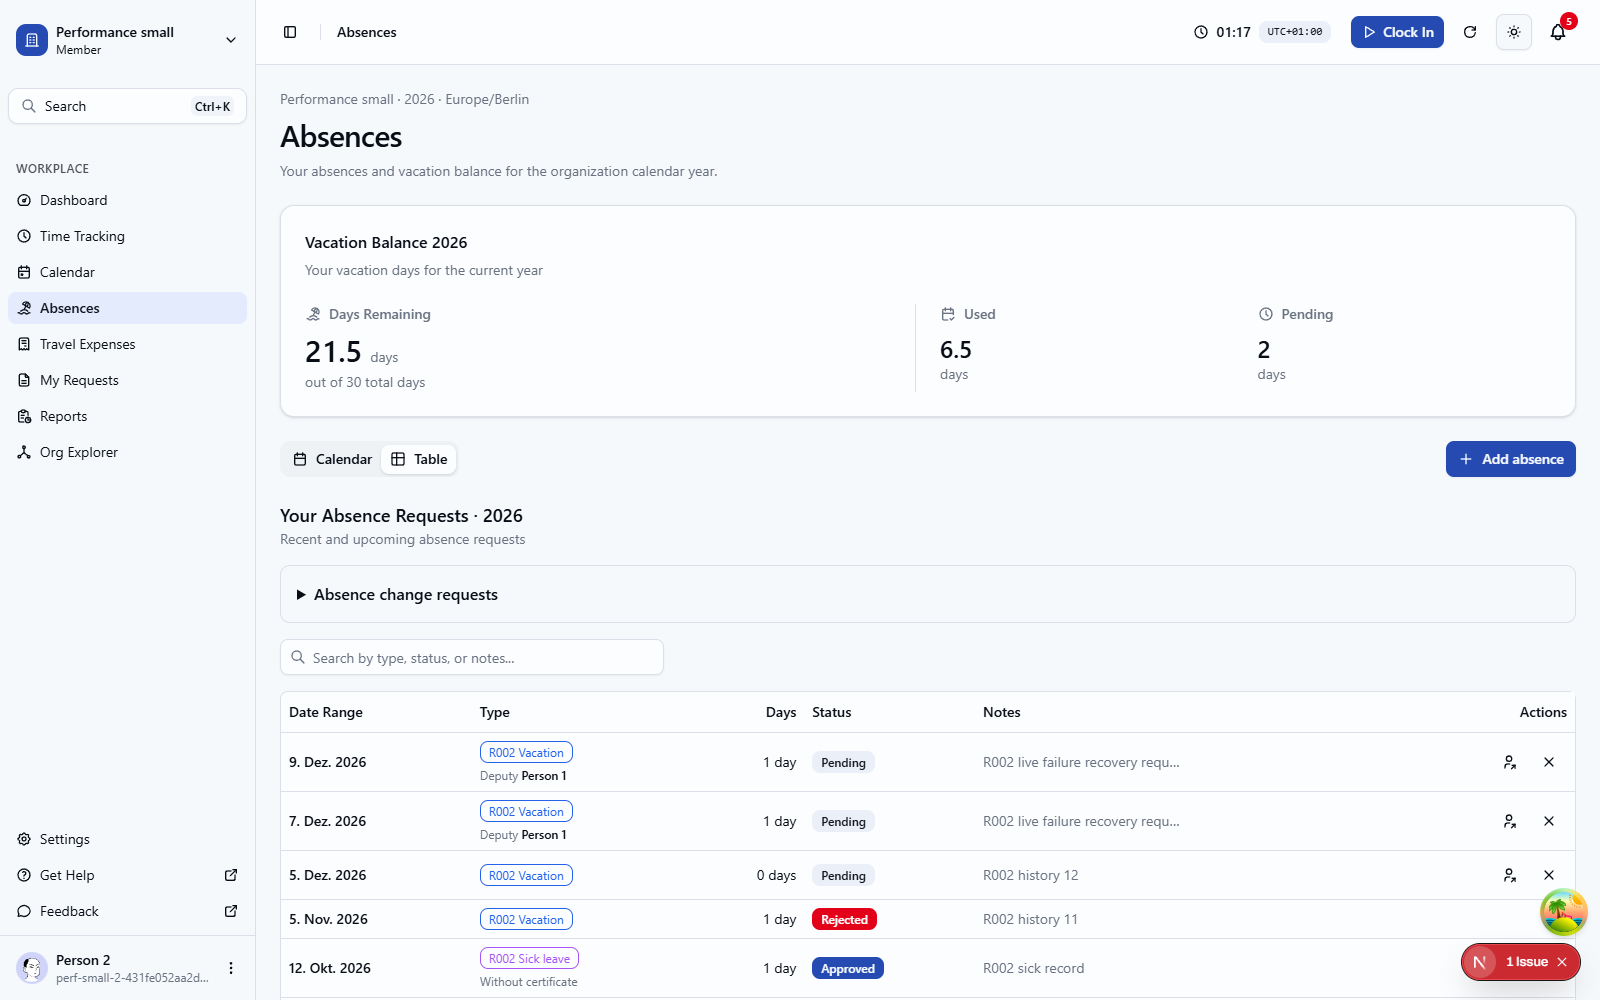 Performance small
Member
Search Ctrl+K
WORKPLACE
Dashboard
Time Tracking
Calendar
Absences
Travel Expenses
My Requests
Reports
Org Explorer
Settings
Get Help
Feedback
Person 2
perf-small-2-431fe052aa2d...
Absences
01:17 UTC+01:00
Clock In
5
Performance small · 2026 · Europe/Berlin
Absences
Your absences and vacation balance for the organization calendar year.
Vacation Balance 2026
Your vacation days for the current year
Days Remaining
21.5 days
out of 30 total days
Used
6.5
days
Pending
2
days
Calendar
Table
Add absence
Your Absence Requests · 2026
Recent and upcoming absence requests
Absence change requests
Search by type, status, or notes...
Date Range Type Days Status Notes Actions
9. Dez. 2026 R002 Vacation 1 day Pending R002 live failure recovery requ...
Deputy Person 1
7. Dez. 2026 R002 Vacation 1 day Pending R002 live failure recovery requ...
Deputy Person 1
5. Dez. 2026 R002 Vacation 0 days Pending R002 history 12
5. Nov. 2026 R002 Vacation 1 day Rejected R002 history 11
12. Okt. 2026 R002 Sick leave 1 day Approved R002 sick record
Without certificate
N 1 Issue